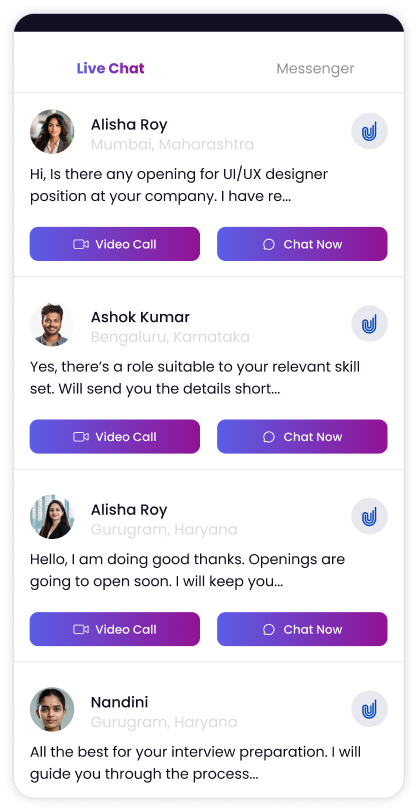 Live Chat
Messenger
Alisha Roy
Mumbai, Maharashtra
Hi, Is there any opening for UI/UX designer
position at your company. I have re...
Video Call
Chat Now
Ashok Kumar
Bengaluru, Karnataka
Yes, there’s a role suitable to your relevant skill
set. Will send you the details short...
Video Call
Chat Now
Alisha Roy
Gurugram, Haryana
Hello, I am doing good thanks. Openings are
going to open soon. I will keep you...
Video Call
Chat Now
Nandini
Gurugram, Haryana
All the best for your interview preparation. I will
guide you through the process...